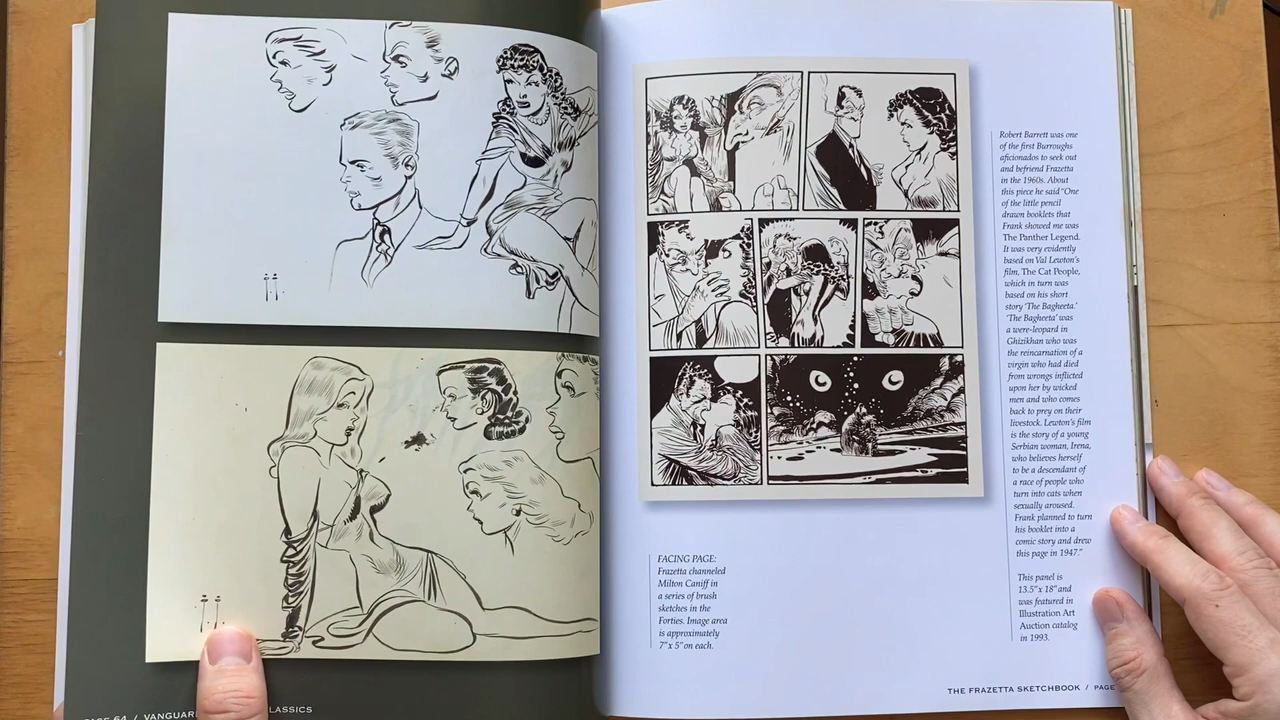 PAGE 64 / VANGUARD
LASSICS
Robert Barrett was one
of the first Burroughs
aficionados to seek out
and befriend Frazetta
in the 1960s. About
this piece he said “One
of the little pencil
drawn booklets that
Frank showed me was
The Panther Legend.
It was very evidently
based on Val Lewton’s
film, The Cat People,
which in turn was
based on his short
story ‘The Bagheeta.’
‘The Bagheeta’ was
a were-leopard in
Ghizikhan who was
the reincarnation of a
virgin who had died
from wrongs inflicted
upon her by wicked
men and who comes
back to prey on their
livestock. Lewton’s film
is the story of a young
Serbian woman, Irena,
who believes herself
to be a descendant of
a race of people who
turn into cats when
sexually aroused.
Frank planned to turn
his booklet into a
comic story and drew
this page in 1947.”
This panel is
13.5” x 18” and
was featured in
Illustration Art
Auction catalog
in 1993.
FACING PAGE:
Frazetta channeled
Milton Caniff in
a series of brush
sketches in the
Forties. Image area
is approximately
7” x 5” on each.
THE FRAZETTA SKETCHBOOK / PAGE